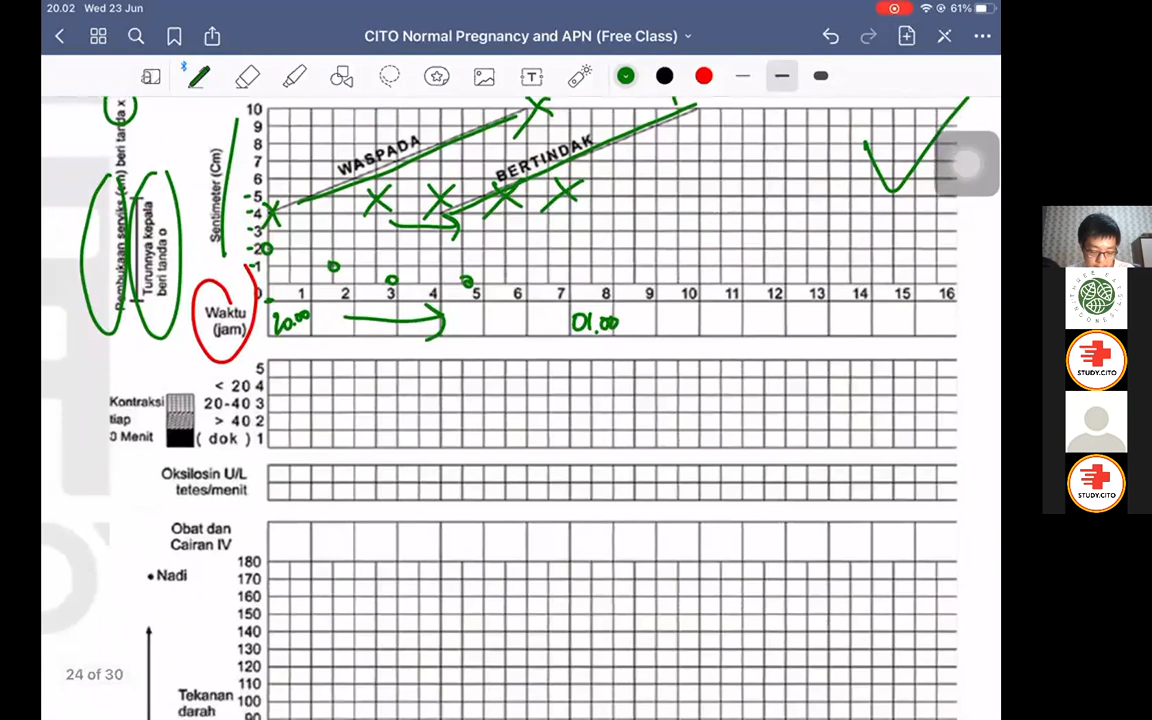 20.02 Wed 23 Jun
61%
CITO Normal Pregnancy and APN (Free Class)
Pembukaan serviks (cm) beri tanda x
Turunnya kepala
beri tanda o
Sentimeter (Cm)
10
9
8
7
6
5
4
3
2
1
0
WASPADA
BERTINDAK
Waktu
(jam)
1 2 3 4 5 6 7 8 9 10 11 12 13 14 15 16
20.00
01.00
Kontraksi
tiap
0 Menit
5
< 20 4
20-40 3
> 40 2
( dok ) 1
Oksilosin U/L
tetes/menit
Obat dan
Cairan IV
• Nadi
180
170
160
150
140
130
120
110
100
90
Tekanan
darah
24 of 30
STUDY.CITO
STUDY.CITO